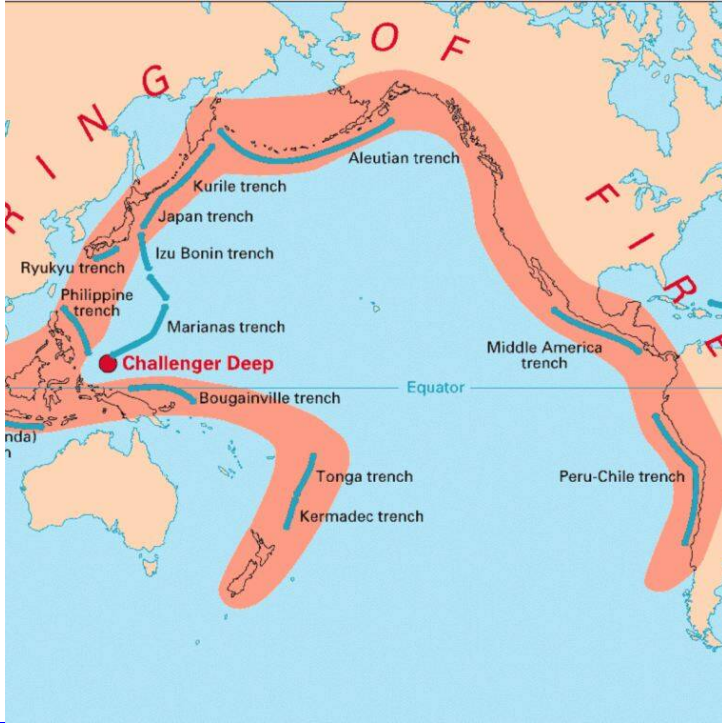 RING OF FIRE
Aleutian trench
Kurile trench
Japan trench
Izu Bonin trench
Ryukyu trench
Philippine
trench
Marianas trench
Challenger Deep
Middle America
trench
Equator
Bougainville trench
nda)
n
Tonga trench
Peru-Chile trench
Kermadec trench